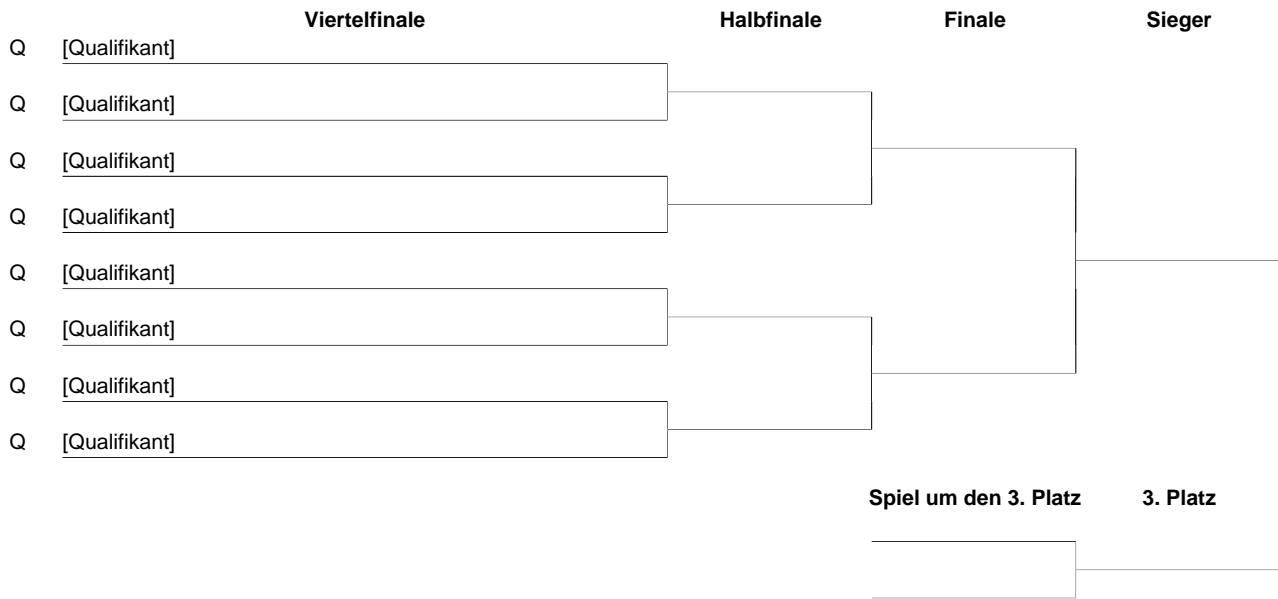 Viertelfinale Halbfinale Finale Sieger
Q [Qualifikant]
Q [Qualifikant]
Q [Qualifikant]
Q [Qualifikant]
Q [Qualifikant]
Q [Qualifikant]
Q [Qualifikant]
Q [Qualifikant]
Spiel um den 3. Platz 3. Platz